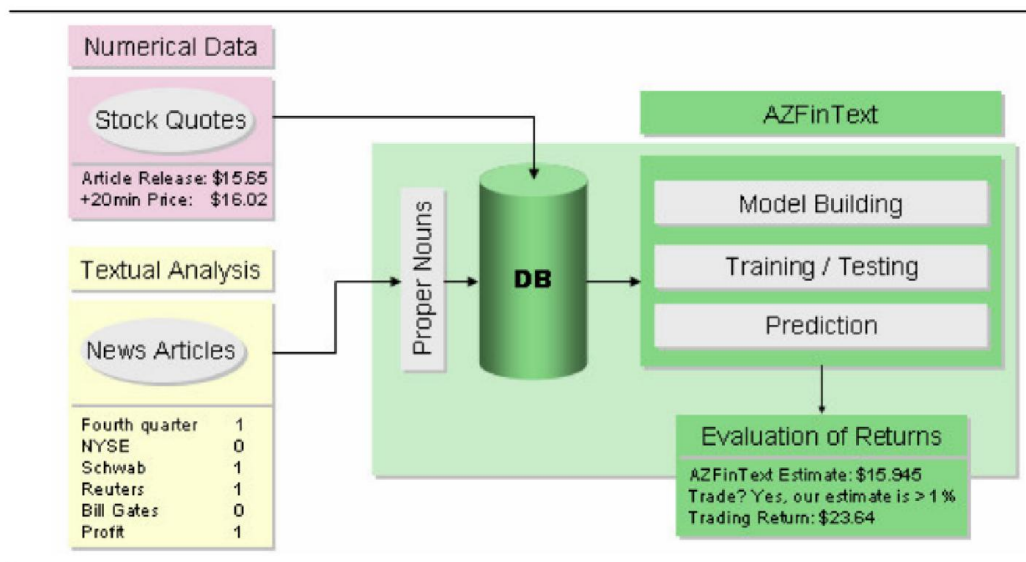 Numerical Data
Stock Quotes
Article Release: $15.65
+20min Price: $16.02
Textual Analysis
News Articles
Fourth quarter 1
NYSE 0
Schwab 1
Reuters 1
Bill Gates 0
Profit 1
Proper Nouns
DB
AZFinText
Model Building
Training / Testing
Prediction
Evaluation of Returns
AZFinText Estimate: $15.945
Trade? Yes, our estimate is > 1%
Trading Return: $23.64